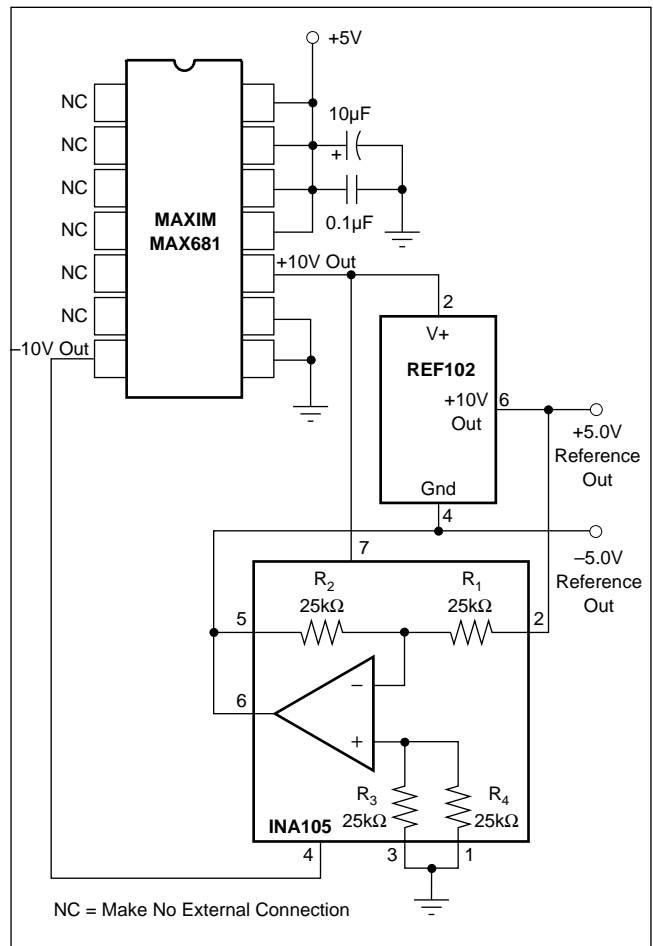 +5V
NC
NC
NC
NC
NC
NC
–10V Out
MAXIM
MAX681
10µF
+
0.1µF
+10V Out
2
V+
REF102
+10V
Out
6
Gnd
4
+5.0V
Reference
Out
–5.0V
Reference
Out
7
R2
25kΩ
R1
25kΩ
5
2
6
–
+
R3
25kΩ
R4
25kΩ
INA105
4
3
1
NC = Make No External Connection